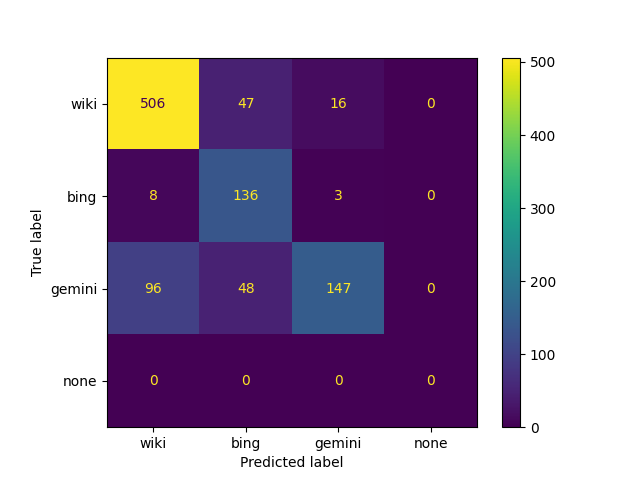 wiki 506 47 16 0
bing 8 136 3 0
gemini 96 48 147 0
none 0 0 0 0
wiki bing gemini none
Predicted label
True label
500
400
300
200
100
0